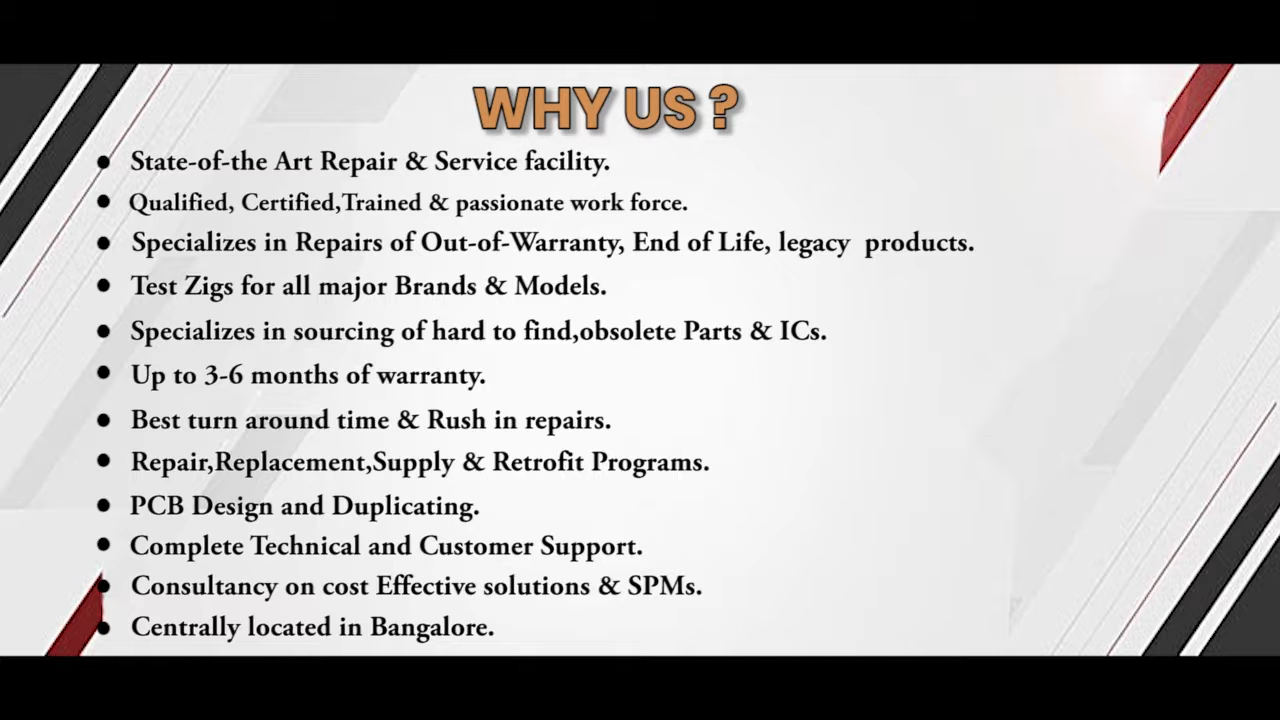 WHY US ?
● State-of-the Art Repair & Service facility.
● Qualified, Certified,Trained & passionate work force.
● Specializes in Repairs of Out-of-Warranty, End of Life, legacy  products.
● Test Zigs for all major Brands & Models.
● Specializes in sourcing of hard to find,obsolete Parts & ICs.
● Up to 3-6 months of warranty.
● Best turn around time & Rush in repairs.
● Repair,Replacement,Supply & Retrofit Programs.
● PCB Design and Duplicating.
● Complete Technical and Customer Support.
● Consultancy on cost Effective solutions & SPMs.
● Centrally located in Bangalore.